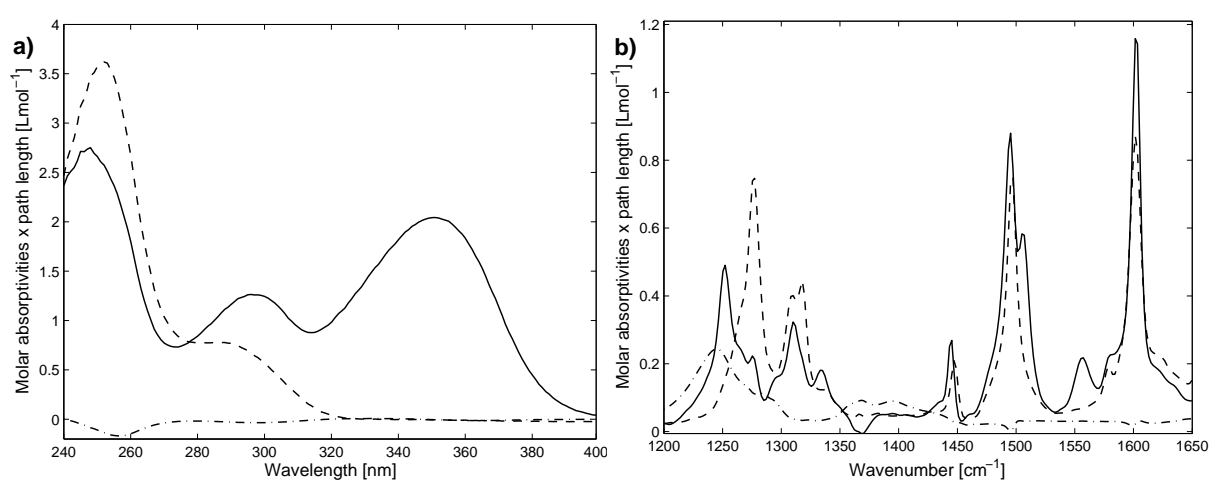 a)
Molar absorptivities x path length [Lmol⁻¹]
4
3.5
3
2.5
2
1.5
1
0.5
0
240 260 280 300 320 340 360 380 400
Wavelength [nm]
b)
Molar absorptivities x path length [Lmol⁻¹]
1.2
1
0.8
0.6
0.4
0.2
0
1200 1250 1300 1350 1400 1450 1500 1550 1600 1650
Wavenumber [cm⁻¹]